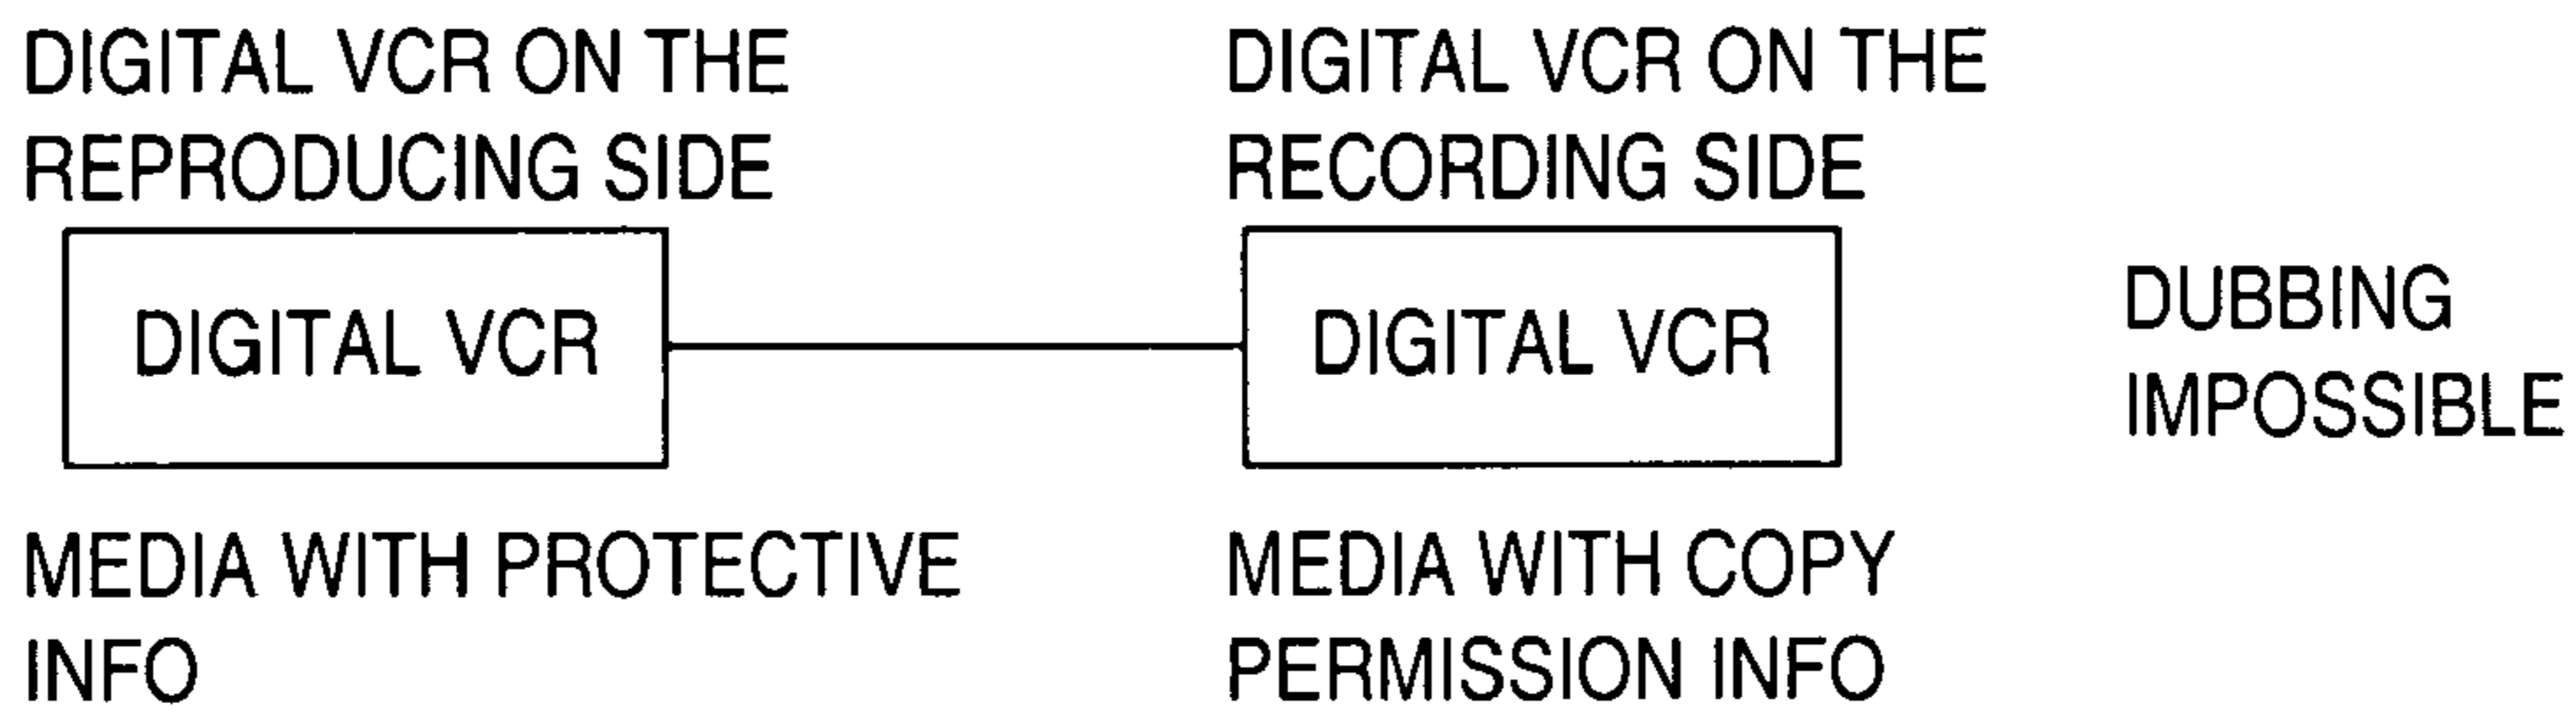 DIGITAL VCR ON THE
REPRODUCING SIDE
DIGITAL VCR
MEDIA WITH PROTECTIVE
INFO
DIGITAL VCR ON THE
RECORDING SIDE
DIGITAL VCR
MEDIA WITH COPY
PERMISSION INFO
DUBBING
IMPOSSIBLE